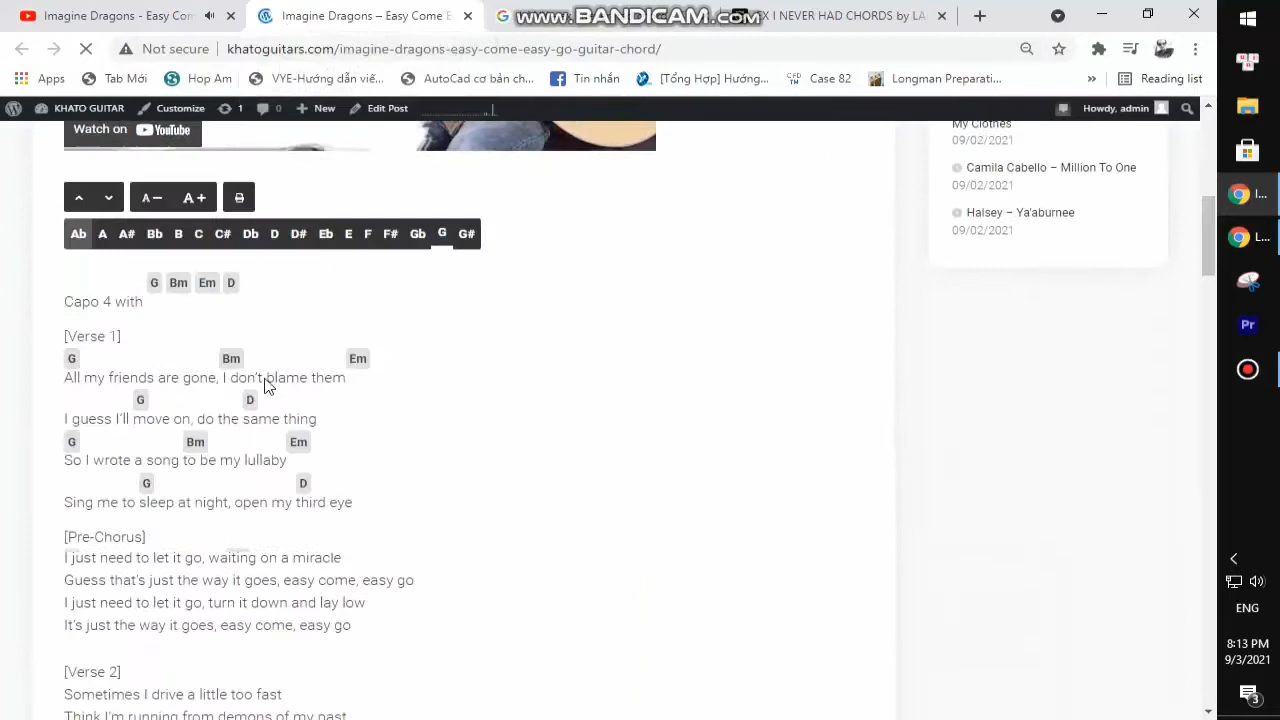 Imagine Dragons - Easy Com
Imagine Dragons – Easy Come E
www.BANDICAM.com
X I NEVER HAD CHORDS by LA
Not secure
khatoguitars.com/imagine-dragons-easy-come-easy-go-guitar-chord/
Apps
Tab Mới
Hop Am
VYE-Hướng dẫn viế...
AutoCad cơ bản ch...
Tin nhắn
[Tổng Hợp] Hướng...
CFD TM
Case 82
Longman Preparati...
»
Reading list
KHATO GUITAR
Customize
1
0
New
Edit Post
Howdy, admin
Watch on YouTube
My Clothes
09/02/2021
Camila Cabello – Million To One
09/02/2021
Halsey – Ya'aburnee
09/02/2021
A– A+
Ab A A# Bb B C C# Db D D# Eb E F F# Gb G G#
G Bm Em D
Capo 4 with
[Verse 1]
G Bm Em
All my friends are gone, I don't blame them
G D
I guess I'll move on, do the same thing
G Bm Em
So I wrote a song to be my lullaby
G D
Sing me to sleep at night, open my third eye
[Pre-Chorus]
I just need to let it go, waiting on a miracle
Guess that's just the way it goes, easy come, easy go
I just need to let it go, turn it down and lay low
It's just the way it goes, easy come, easy go
[Verse 2]
Sometimes I drive a little too fast
Think I'm running from demons of my past
I...
L...
Pr
ENG
8:13 PM
9/3/2021
3